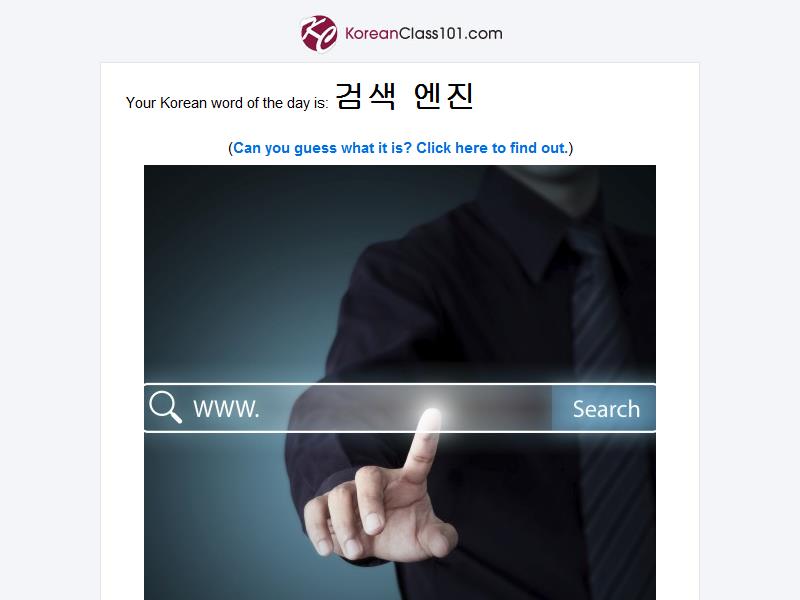 KoreanClass101.com
Your Korean word of the day is: 검색 엔진
(Can you guess what it is? Click here to find out.)
www.
Search